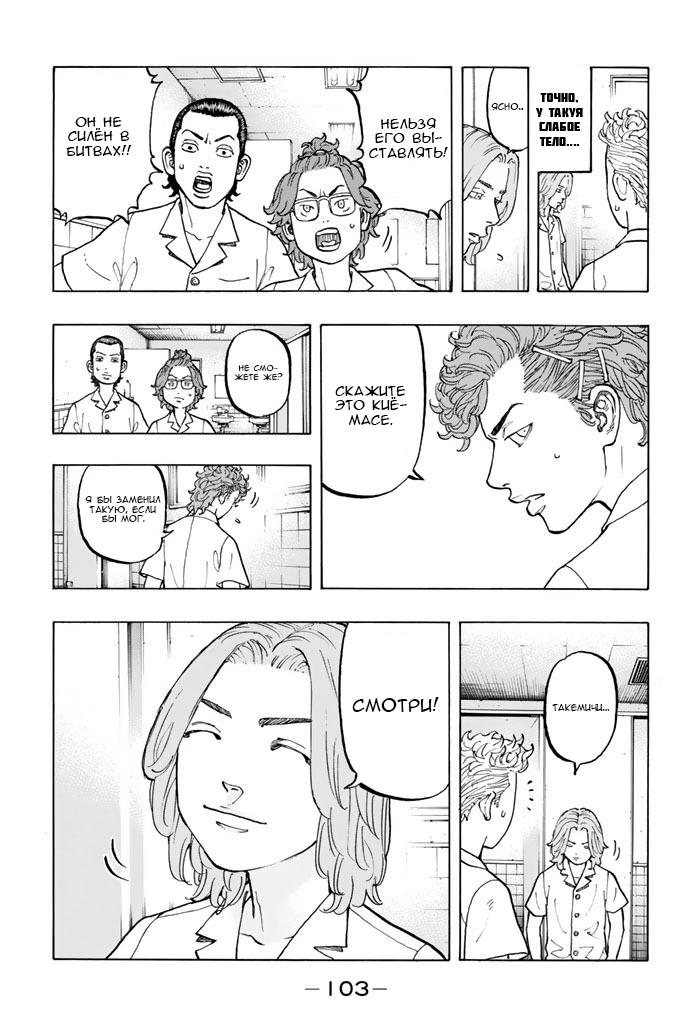 ТОЧНО,
У ТАКУЯ
СЛАБОЕ
ТЕЛО....
ЯСНО..
НЕЛЬЗЯ
ЕГО ВЫ-
СТАВЛЯТЬ!
ОН НЕ
СИЛЁН В
БИТВАХ!!
СКАЖИТЕ
ЭТО КИЁ-
МАСЕ.
НЕ СМО-
ЖЕТЕ ЖЕ?
Я БЫ ЗАМЕНИЛ
ТАКУЮ, ЕСЛИ
БЫ МОГ.
ТАКЕМИЧИ...
СМОТРИ!
—103—